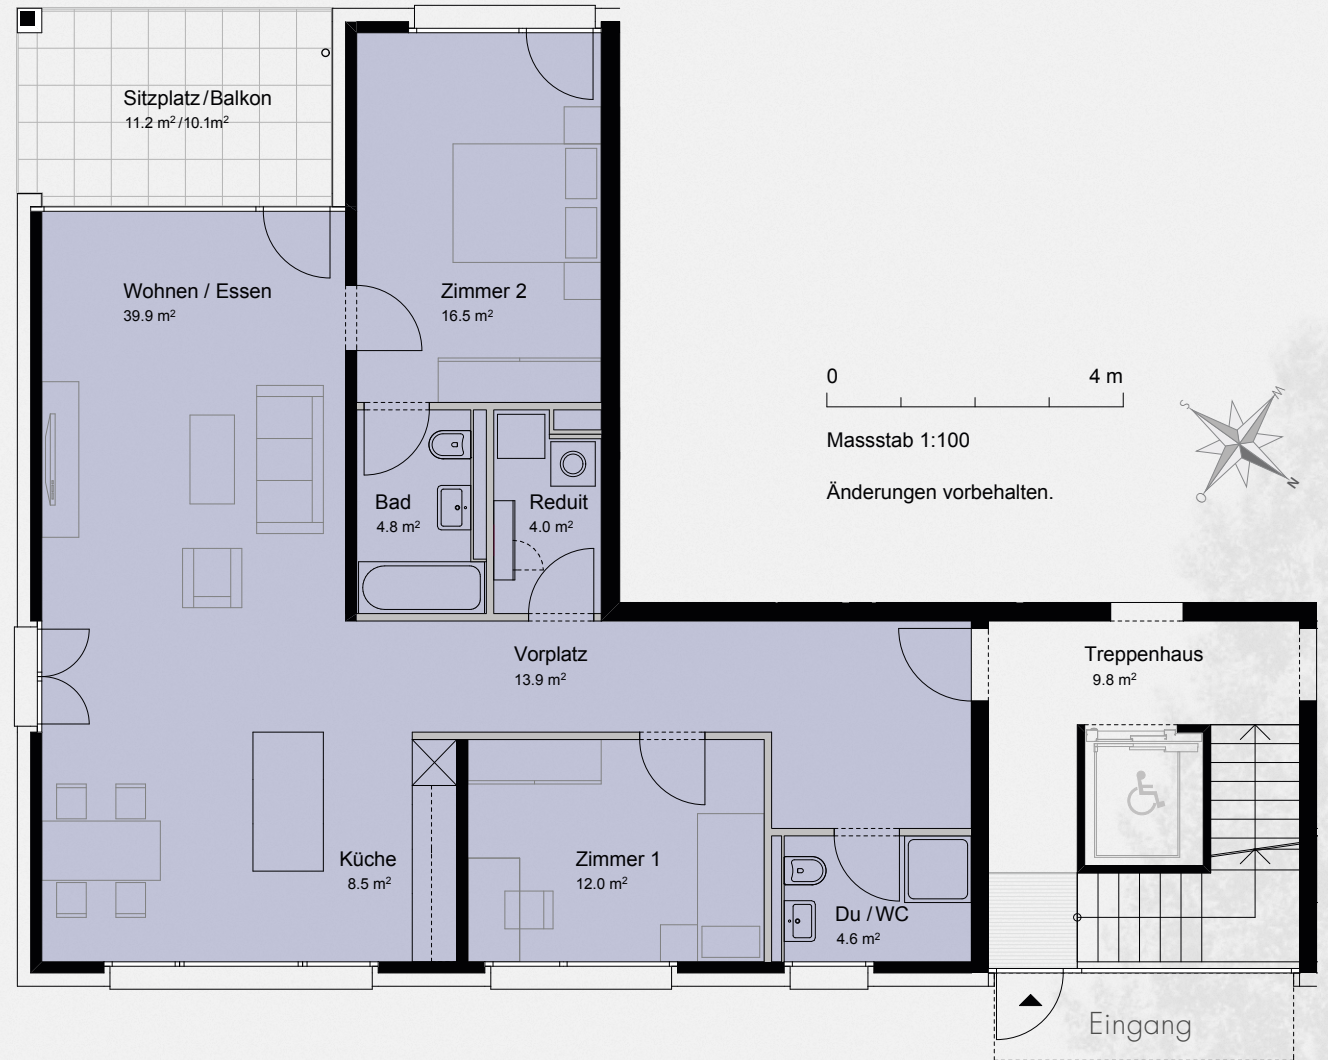 Sitzplatz/Balkon
11.2 m²/10.1m²
Wohnen / Essen
39.9 m²
Zimmer 2
16.5 m²
0 4 m
Massstab 1:100
Änderungen vorbehalten.
S
W
O
N
Bad
4.8 m²
Reduit
4.0 m²
Vorplatz
13.9 m²
Treppenhaus
9.8 m²
Küche
8.5 m²
Zimmer 1
12.0 m²
Du/WC
4.6 m²
Eingang